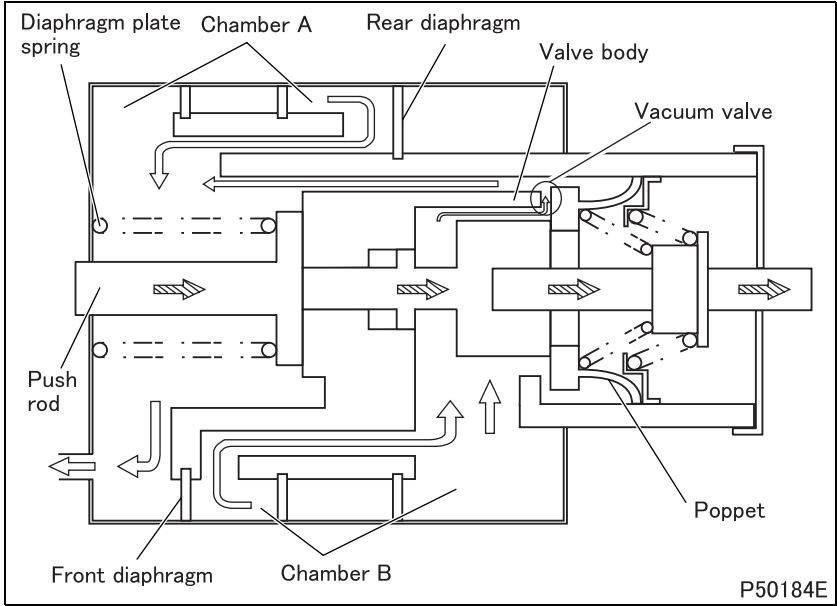 Diaphragm plate
spring
Chamber A
Rear diaphragm
Valve body
Vacuum valve
Push
rod
Poppet
Front diaphragm
Chamber B
P50184E